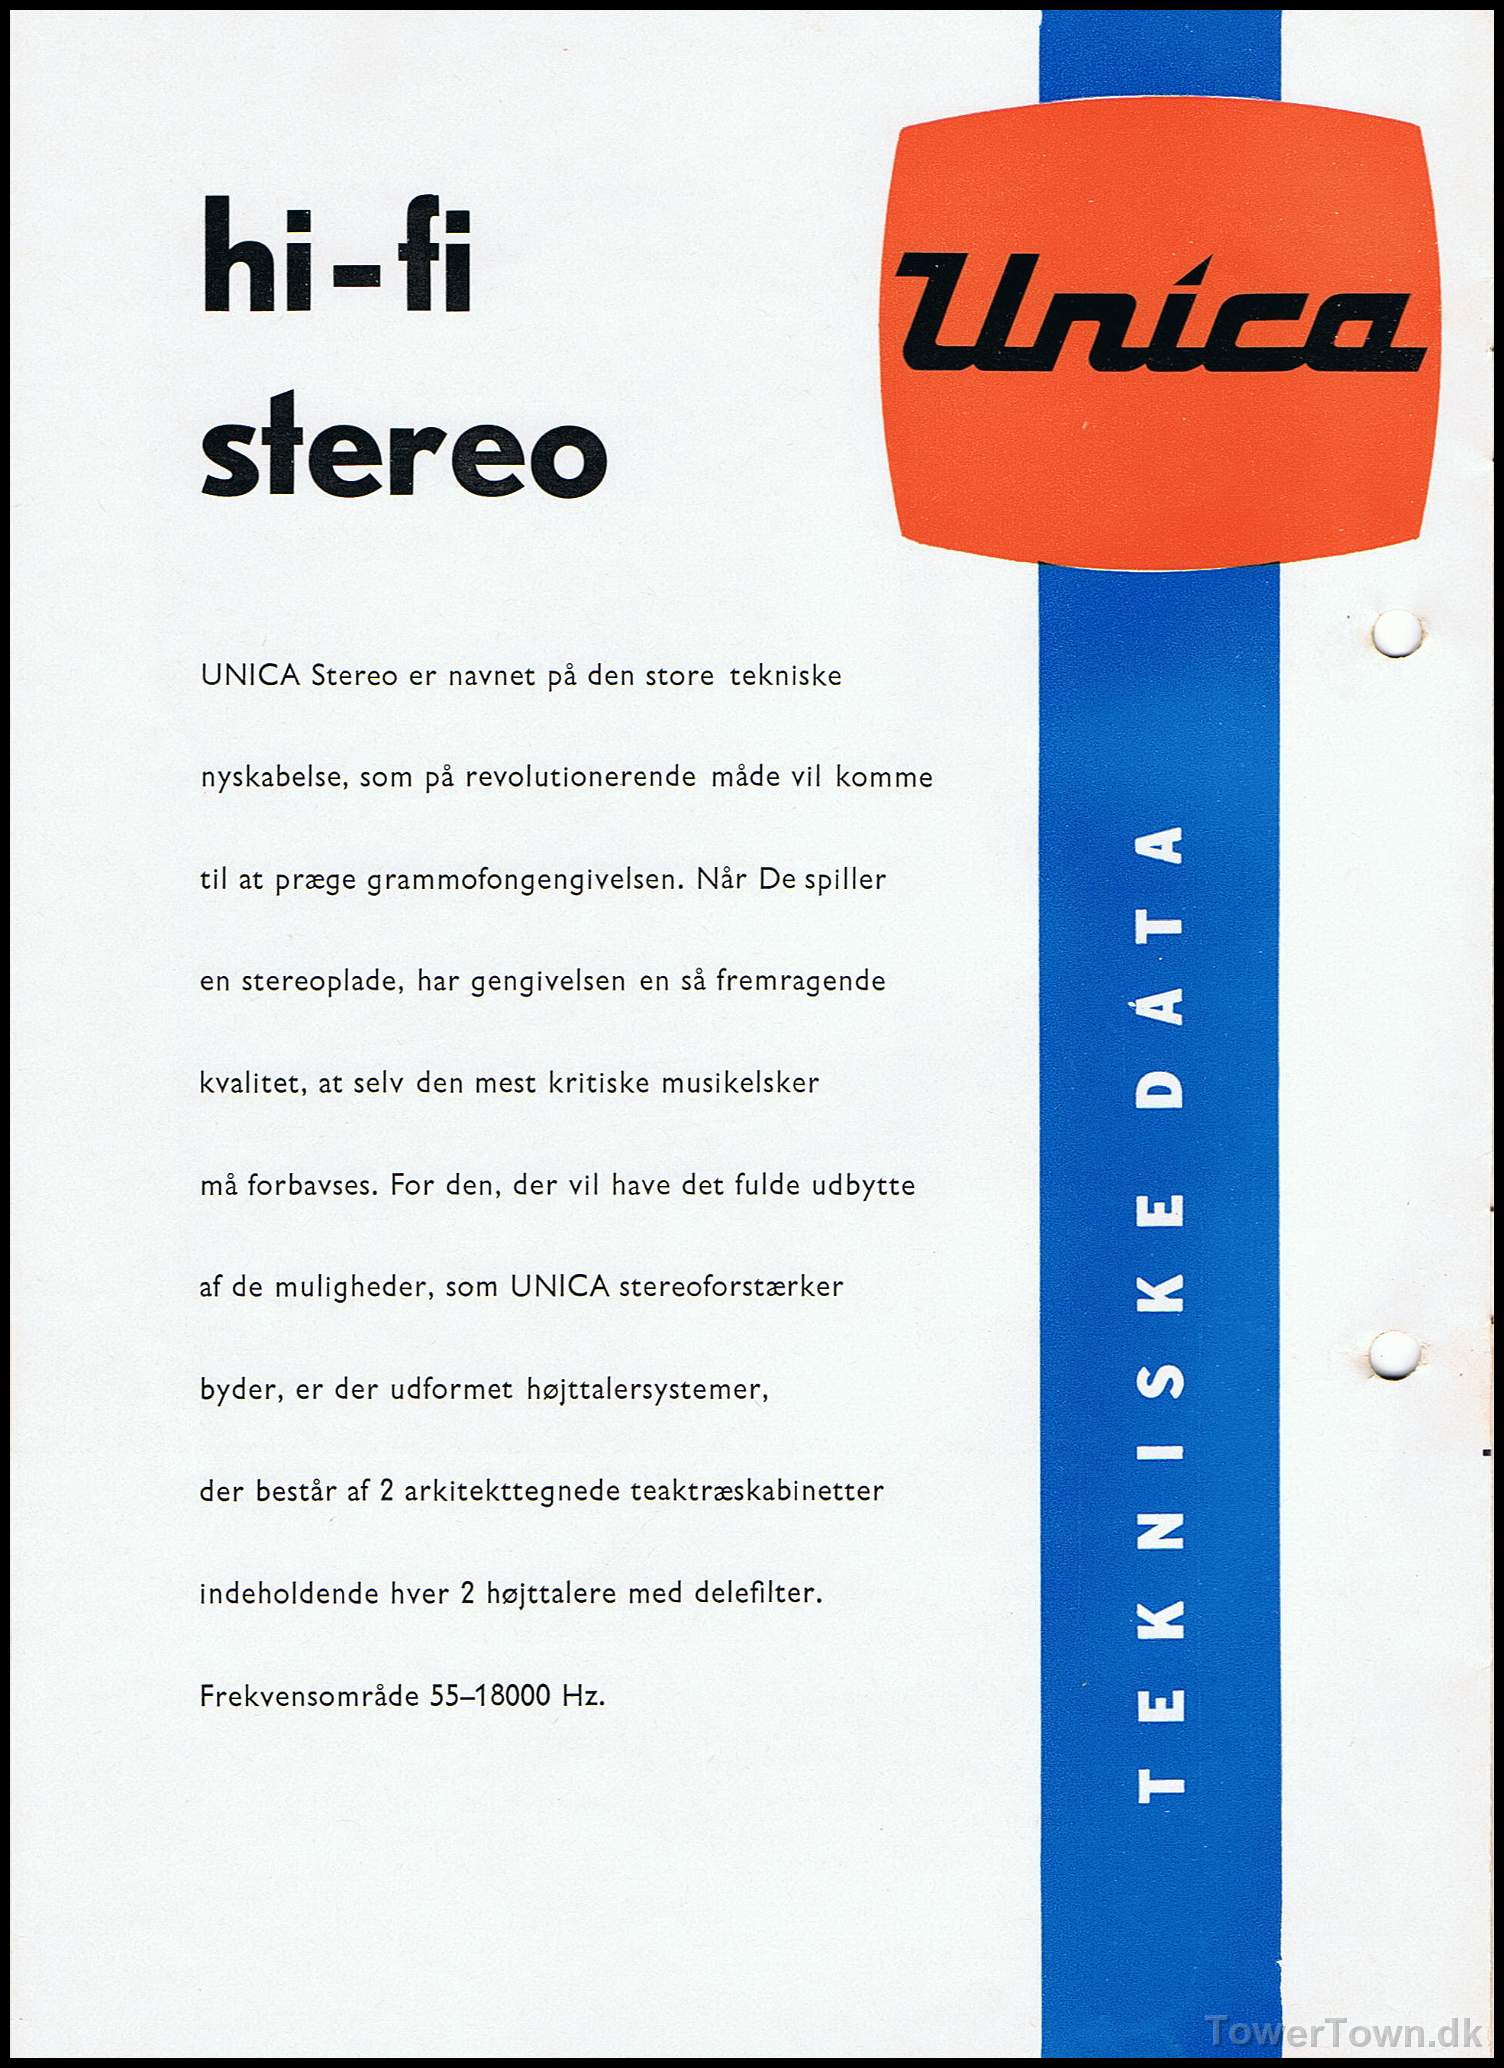 hi-fi
stereo
Unica
UNICA Stereo er navnet på den store tekniske
nyskabelse, som på revolutionerende måde vil komme
til at præge grammofongengivelsen. Når De spiller
en stereoplade, har gengivelsen en så fremragende
kvalitet, at selv den mest kritiske musikelsker
må forbavses. For den, der vil have det fulde udbytte
af de muligheder, som UNICA stereoforstærker
byder, er der udformet højttalersystemer,
der består af 2 arkitekttegnede teaktræskabinetter
indeholdende hver 2 højttalere med delefilter.
Frekvensområde 55–18000 Hz.
TEKNISKE DATA
TowerTown.dk